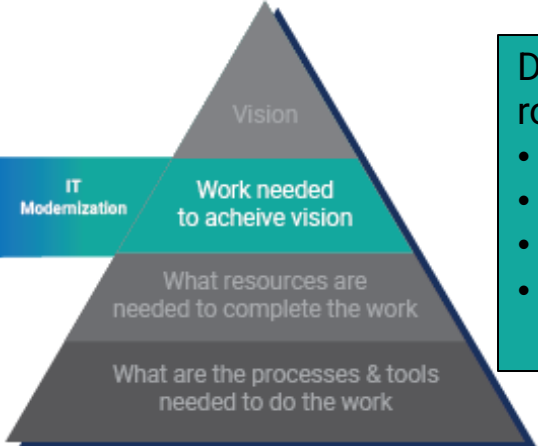 Vision
IT
Modernization
Work needed
to acheive vision
What resources are
needed to complete the work
What are the processes & tools
needed to do the work